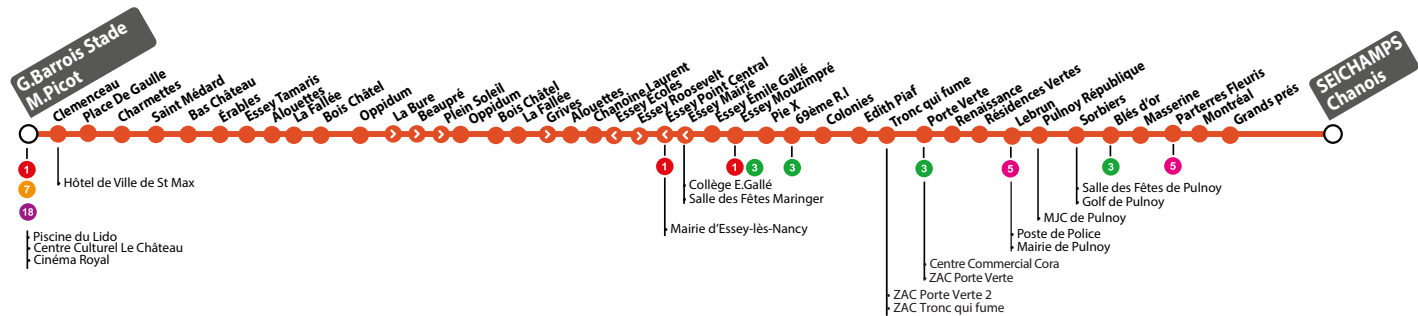 G.Barrois Stade
M.Picot
Clemenceau
Place De Gaulle
Charmettes
Saint Médard
Bas Château
Érables
Essey Tamaris
Alouettes
La Fallée
Bois Châtel
Oppidum
La Bure
Beaupré
Plein Soleil
Oppidum
Bois Châtel
La Fallée
Grives
Alouettes
Chanoine Laurent
Essey Ecoles
Essey Roosevelt
Essey Point Central
Essey Mairie
Essey Émile Gallé
Essey Mouzimpré
Pie X
69ème R.I
Colonies
Edith Piaf
Tronc qui fume
Porte Verte
Renaissance
Résidences Vertes
Lebrun
Pulnoy République
Sorbiers
Blés d'or
Masserine
Parterres Fleuris
Montréal
Grands prés
SEICHAMPS
Chanois
1
7
18
Piscine du Lido
Centre Culturel Le Château
Cinéma Royal
Hôtel de Ville de St Max
1
Mairie d'Essey-lès-Nancy
Collège E.Gallé
Salle des Fêtes Maringer
1
3
3
ZAC Porte Verte 2
ZAC Tronc qui fume
3
Centre Commercial Cora
ZAC Porte Verte
5
Poste de Police
Mairie de Pulnoy
MJC de Pulnoy
Salle des Fêtes de Pulnoy
Golf de Pulnoy
3
5